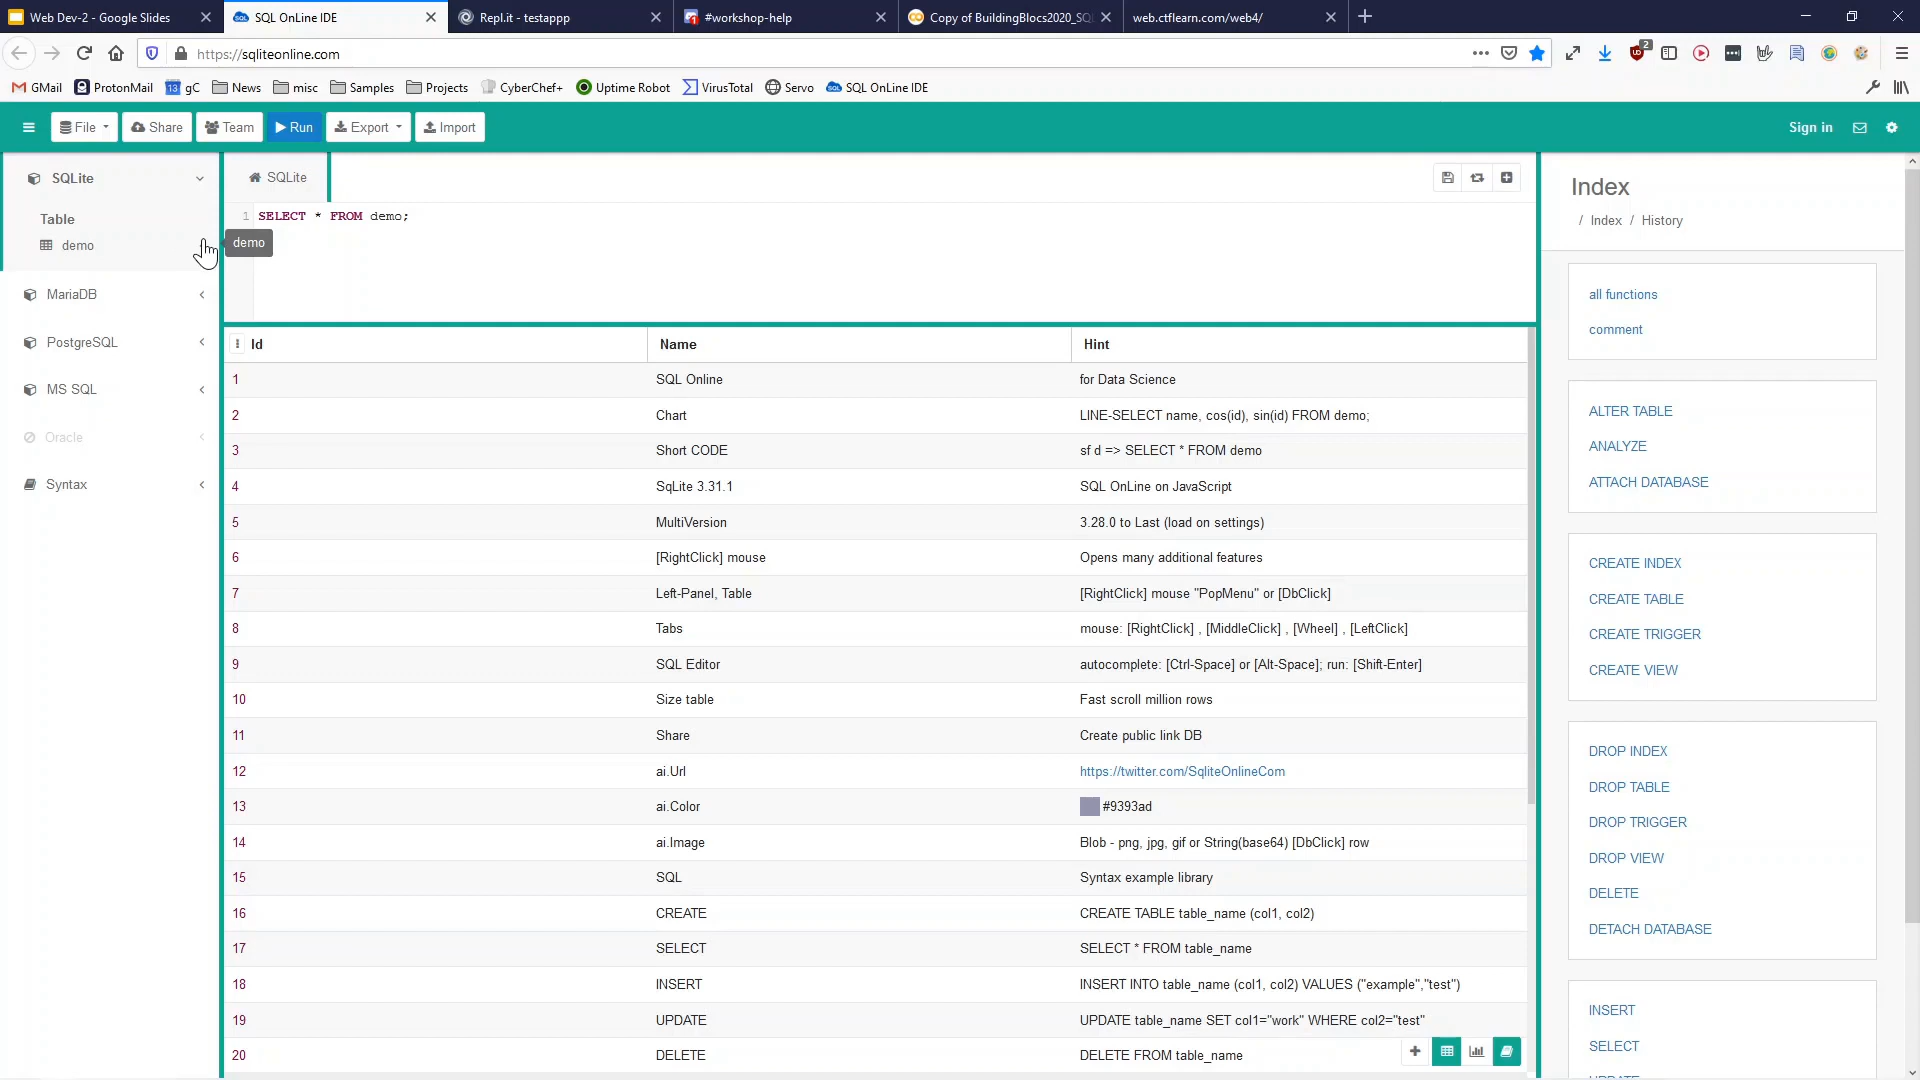 Web Dev-2 - Google Slides
SQL OnLine IDE
Repl.it - testappp
#workshop-help
Copy of BuildingBlocs2020_SQ
web.ctflearn.com/web4/
https://sqliteonline.com
2
GMail
ProtonMail
13 gC
News
misc
Samples
Projects
CyberChef+
Uptime Robot
VirusTotal
Servo
SQL OnLine IDE
File
Share
Team
Run
Export
Import
Sign in
SQLite
Table
demo
MariaDB
PostgreSQL
MS SQL
Oracle
Syntax
SQLite
1 SELECT * FROM demo;
demo
Id Name Hint
1 SQL Online for Data Science
2 Chart LINE-SELECT name, cos(id), sin(id) FROM demo;
3 Short CODE sf d => SELECT * FROM demo
4 SqLite 3.31.1 SQL OnLine on JavaScript
5 MultiVersion 3.28.0 to Last (load on settings)
6 [RightClick] mouse Opens many additional features
7 Left-Panel, Table [RightClick] mouse "PopMenu" or [DbClick]
8 Tabs mouse: [RightClick] , [MiddleClick] , [Wheel] , [LeftClick]
9 SQL Editor autocomplete: [Ctrl-Space] or [Alt-Space]; run: [Shift-Enter]
10 Size table Fast scroll million rows
11 Share Create public link DB
12 ai.Url https://twitter.com/SqliteOnlineCom
13 ai.Color #9393ad
14 ai.Image Blob - png, jpg, gif or String(base64) [DbClick] row
15 SQL Syntax example library
16 CREATE CREATE TABLE table_name (col1, col2)
17 SELECT SELECT * FROM table_name
18 INSERT INSERT INTO table_name (col1, col2) VALUES ("example","test")
19 UPDATE UPDATE table_name SET col1="work" WHERE col2="test"
20 DELETE DELETE FROM table_name
Index
/ Index / History
all functions
comment
ALTER TABLE
ANALYZE
ATTACH DATABASE
CREATE INDEX
CREATE TABLE
CREATE TRIGGER
CREATE VIEW
DROP INDEX
DROP TABLE
DROP TRIGGER
DROP VIEW
DELETE
DETACH DATABASE
INSERT
SELECT